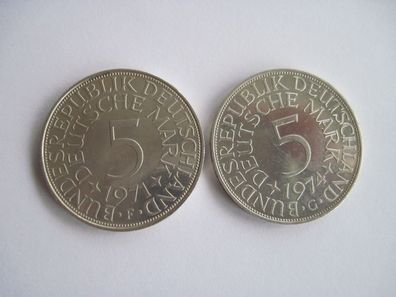 BUNDESREPUBLIK DEUTSCHLAND
DEUTSCHE MARK
5
1971
F
BUNDESREPUBLIK DEUTSCHLAND
DEUTSCHE MARK
5
1974
G